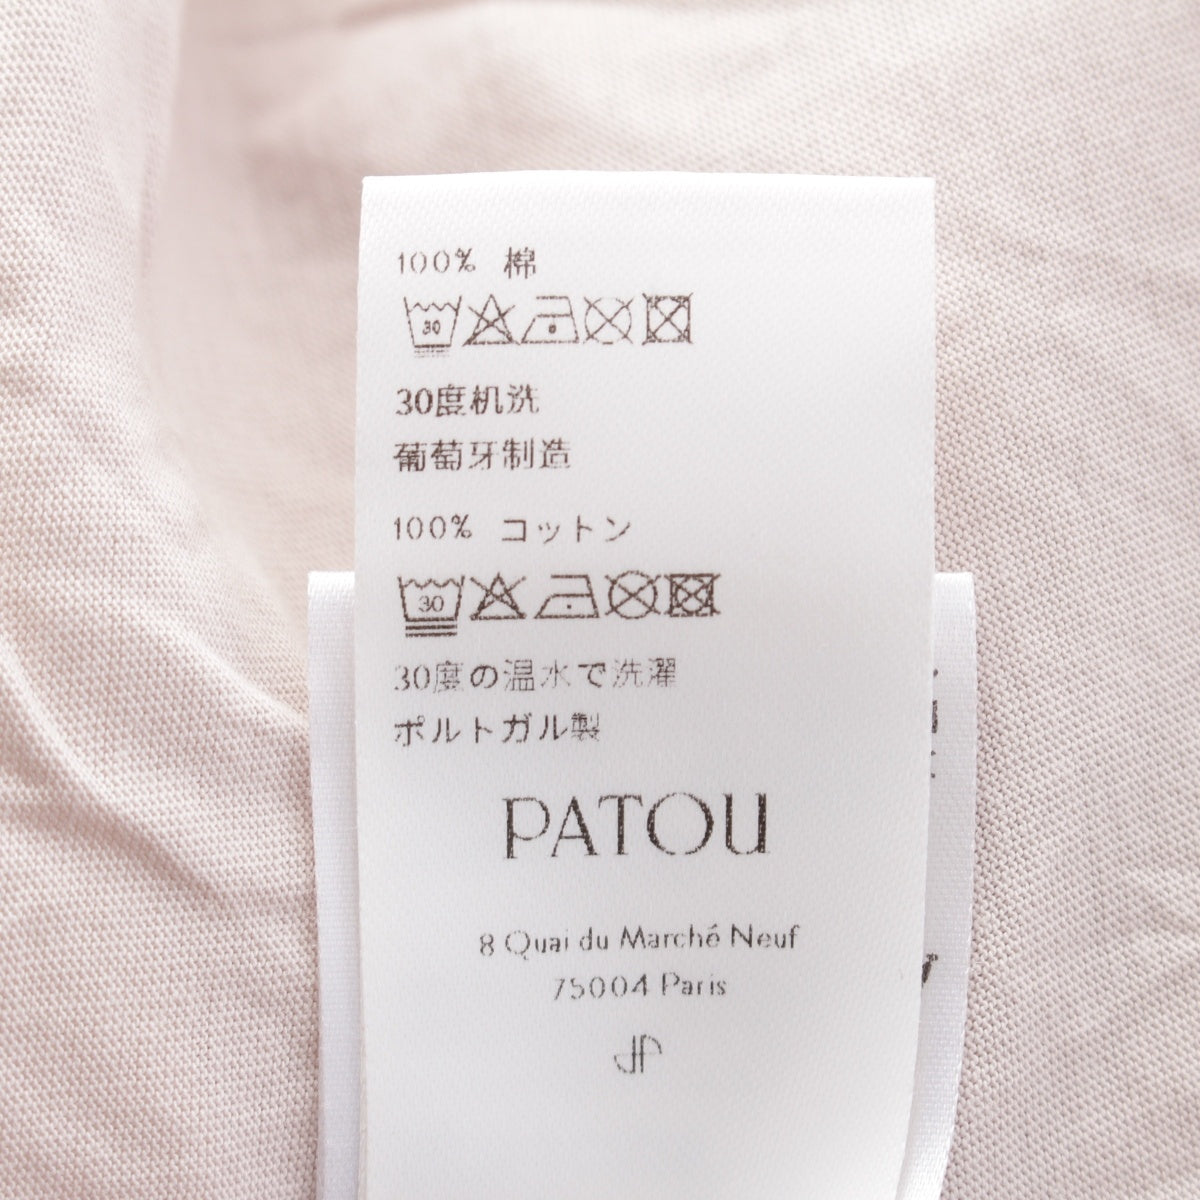 100% 棉
30
30度机洗
葡萄牙制造
100% コットン
30
30度の温水で洗濯
ポルトガル製
PATOU
8 Quai du Marché Neuf
75004 Paris
JP